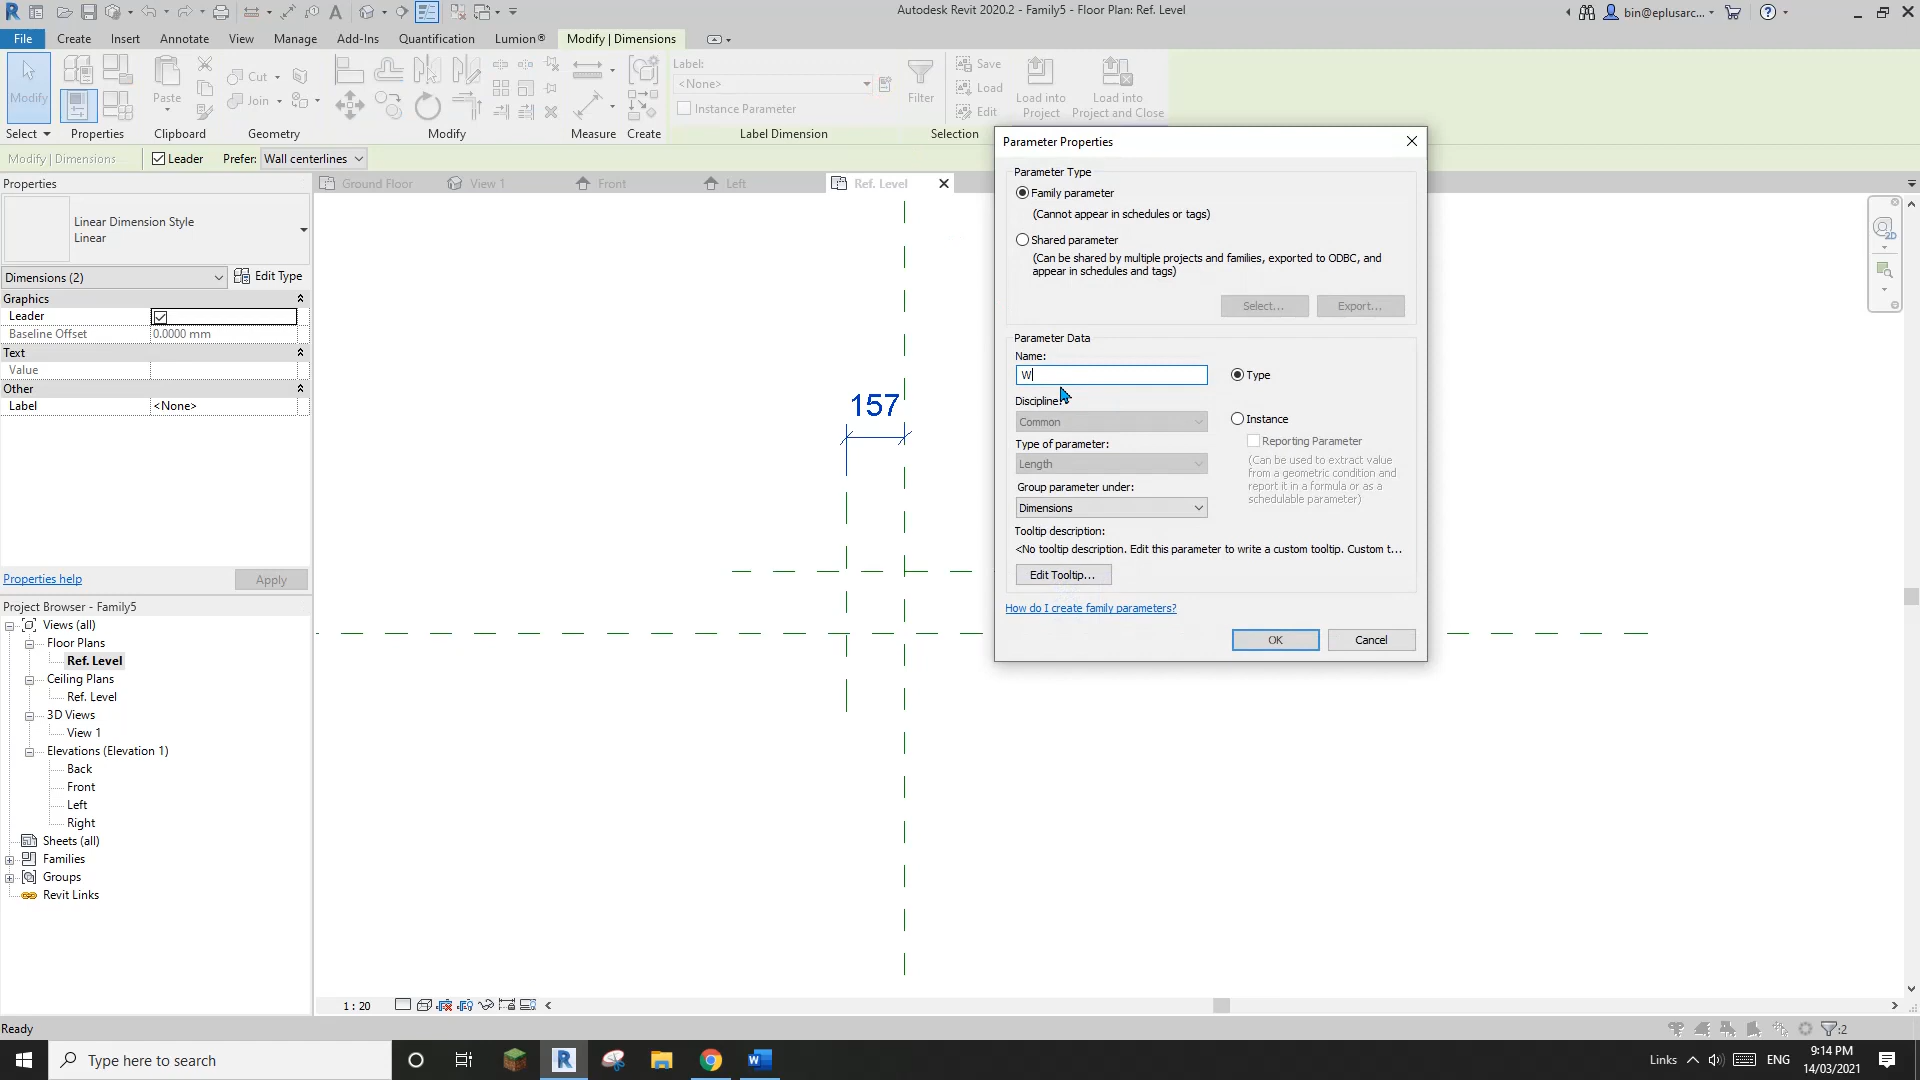 Autodesk Revit 2020.2 - Family5 - Floor Plan: Ref. Level
bin@eplusarc...
File Create Insert Annotate View Manage Add-Ins Quantification Lumion® Modify | Dimensions
Modify
Paste
Cut
Join
Label:
<None>
Instance Parameter
Filter
Save
Load
Edit
Load into
Project
Load into
Project and Close
Select Properties Clipboard Geometry Modify Measure Create Label Dimension Selection
Modify | Dimensions Leader Prefer: Wall centerlines
Properties
Ground Floor View 1 Front Left Ref. Level
Linear Dimension Style
Linear
Dimensions (2) Edit Type
Graphics
Leader
Baseline Offset 0.0000 mm
Text
Value
Other
Label <None>
Properties help Apply
Project Browser - Family5
Views (all)
Floor Plans
Ref. Level
Ceiling Plans
Ref. Level
3D Views
View 1
Elevations (Elevation 1)
Back
Front
Left
Right
Sheets (all)
Families
Groups
Revit Links
157
Parameter Properties
Parameter Type
Family parameter
(Cannot appear in schedules or tags)
Shared parameter
(Can be shared by multiple projects and families, exported to ODBC, and
appear in schedules and tags)
Select... Export...
Parameter Data
Name:
W
Type
Discipline:
Common
Instance
Type of parameter:
Reporting Parameter
Length
(Can be used to extract value
from a geometric condition and
report it in a formula or as a
schedulable parameter)
Group parameter under:
Dimensions
Tooltip description:
<No tooltip description. Edit this parameter to write a custom tooltip. Custom t...
Edit Tooltip...
How do I create family parameters?
OK Cancel
2D
1 : 20
Ready
:2
Type here to search
Links ENG
9:14 PM
14/03/2021